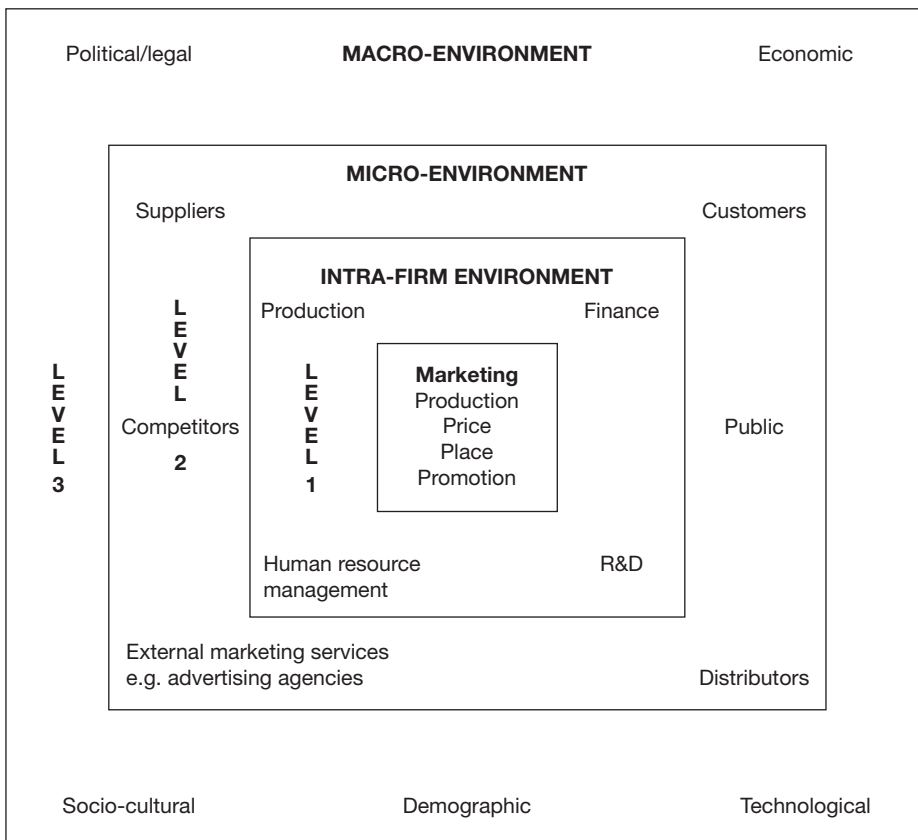 Political/legal
MACRO-ENVIRONMENT
Economic
MICRO-ENVIRONMENT
Suppliers
Customers
INTRA-FIRM ENVIRONMENT
Production
Finance
LEVEL
3
LEVEL
Competitors
2
LEVEL
1
Marketing
Production
Price
Place
Promotion
Public
Human resource
management
R&D
External marketing services
e.g. advertising agencies
Distributors
Socio-cultural
Demographic
Technological